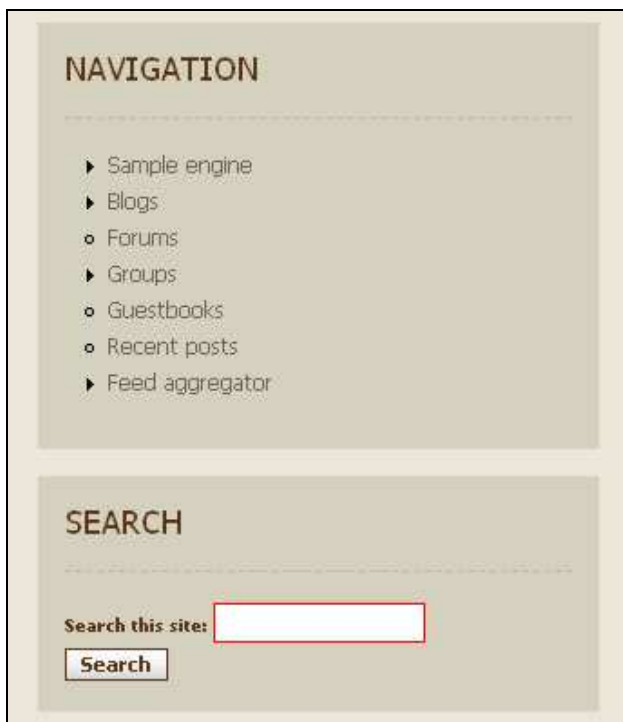 NAVIGATION
Sample engine
Blogs
Forums
Groups
Guestbooks
Recent posts
Feed aggregator
SEARCH
Search this site:
Search